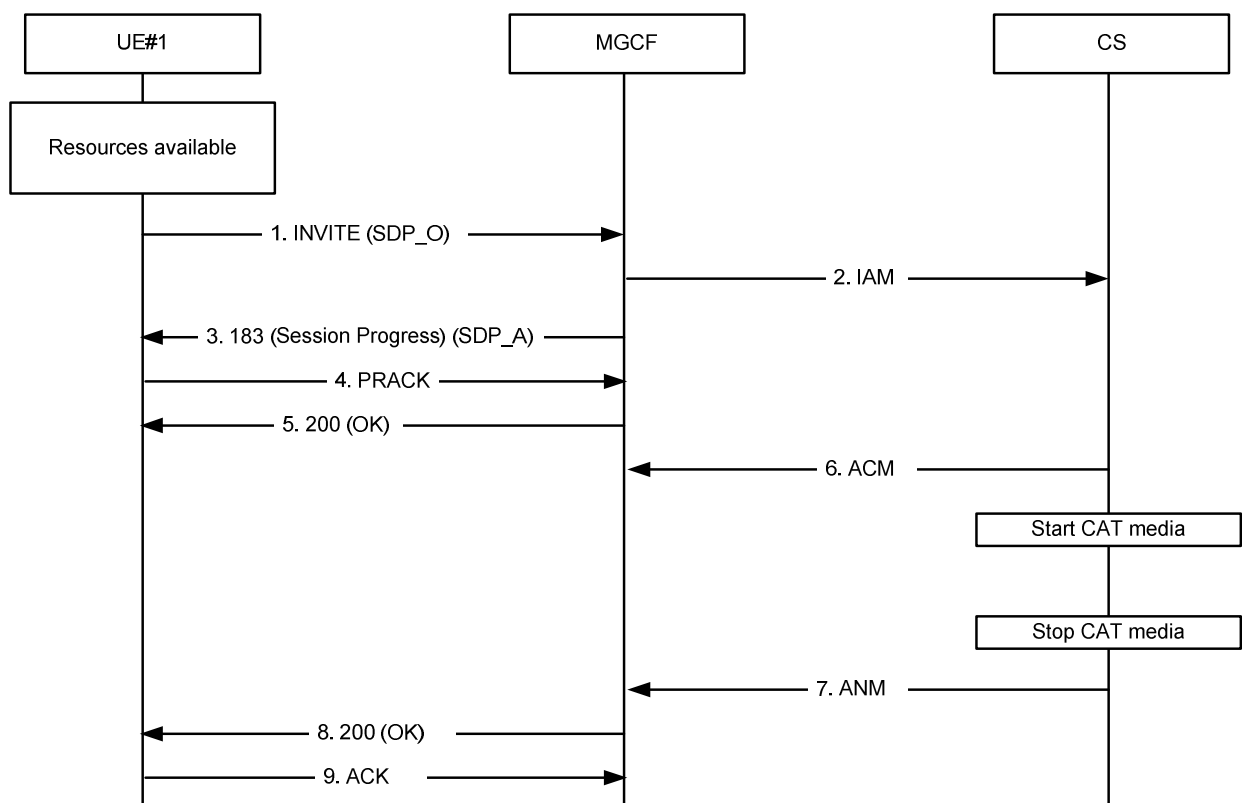 UE#1
MGCF
CS
Resources available
1. INVITE (SDP_O)
2. IAM
3. 183 (Session Progress) (SDP_A)
4. PRACK
5. 200 (OK)
6. ACM
Start CAT media
Stop CAT media
7. ANM
8. 200 (OK)
9. ACK